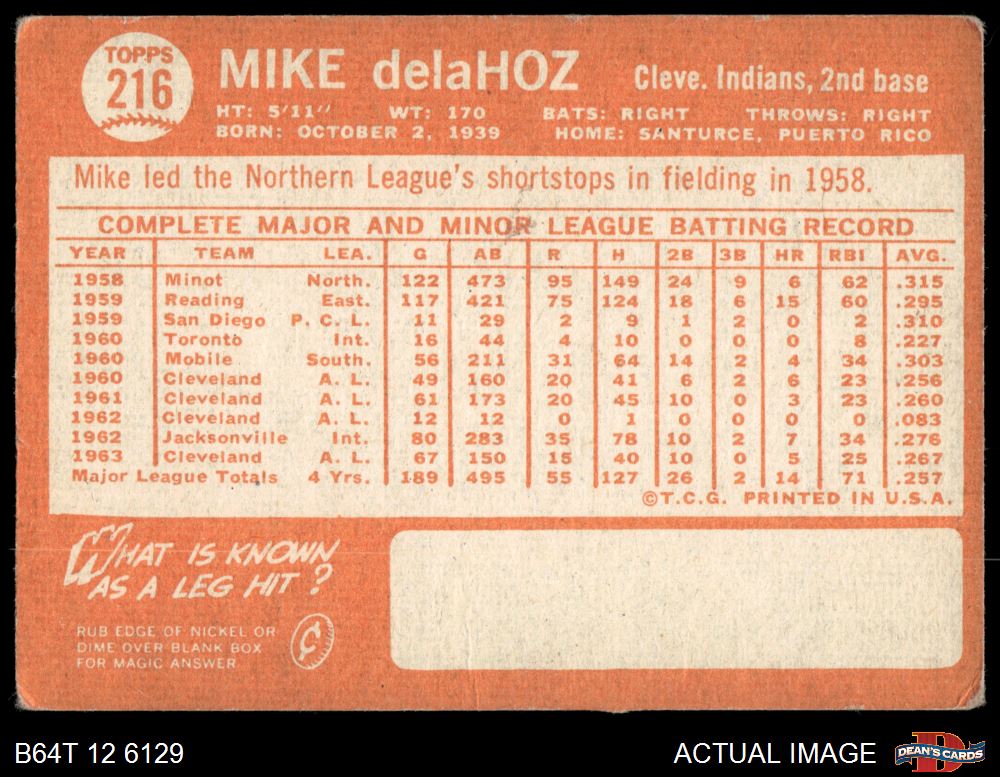 TOPPS
216
MIKE delaHOZ
Cleve. Indians, 2nd base
HT: 5'11" WT: 170 BATS: RIGHT THROWS: RIGHT
BORN: OCTOBER 2, 1939 HOME: SANTURCE, PUERTO RICO
Mike led the Northern League's shortstops in fielding in 1958.
COMPLETE MAJOR AND MINOR LEAGUE BATTING RECORD
YEAR TEAM LEA. G AB R H 2B 3B HR RBI AVG.
1958 Minot North. 122 473 95 149 24 9 6 62 .315
1959 Reading East. 117 421 75 124 18 6 15 60 .295
1959 San Diego P. C. L. 11 29 2 9 1 2 0 2 .310
1960 Toronto Int. 16 44 4 10 0 0 0 8 .227
1960 Mobile South. 56 211 31 64 14 2 4 34 .303
1960 Cleveland A. L. 49 160 20 41 6 2 6 23 .256
1961 Cleveland A. L. 61 173 20 45 10 0 3 23 .260
1962 Cleveland A. L. 12 12 0 1 0 0 0 0 .083
1962 Jacksonville Int. 80 283 35 78 10 2 7 34 .276
1963 Cleveland A. L. 67 150 15 40 10 0 5 25 .267
Major League Totals 4 Yrs. 189 495 55 127 26 2 14 71 .257
©T.C.G. PRINTED IN U.S.A.
WHAT IS KNOWN
AS A LEG HIT?
RUB EDGE OF NICKEL OR
DIME OVER BLANK BOX
FOR MAGIC ANSWER
¢
B64T 12 6129
ACTUAL IMAGE
D
DEAN'S CARDS